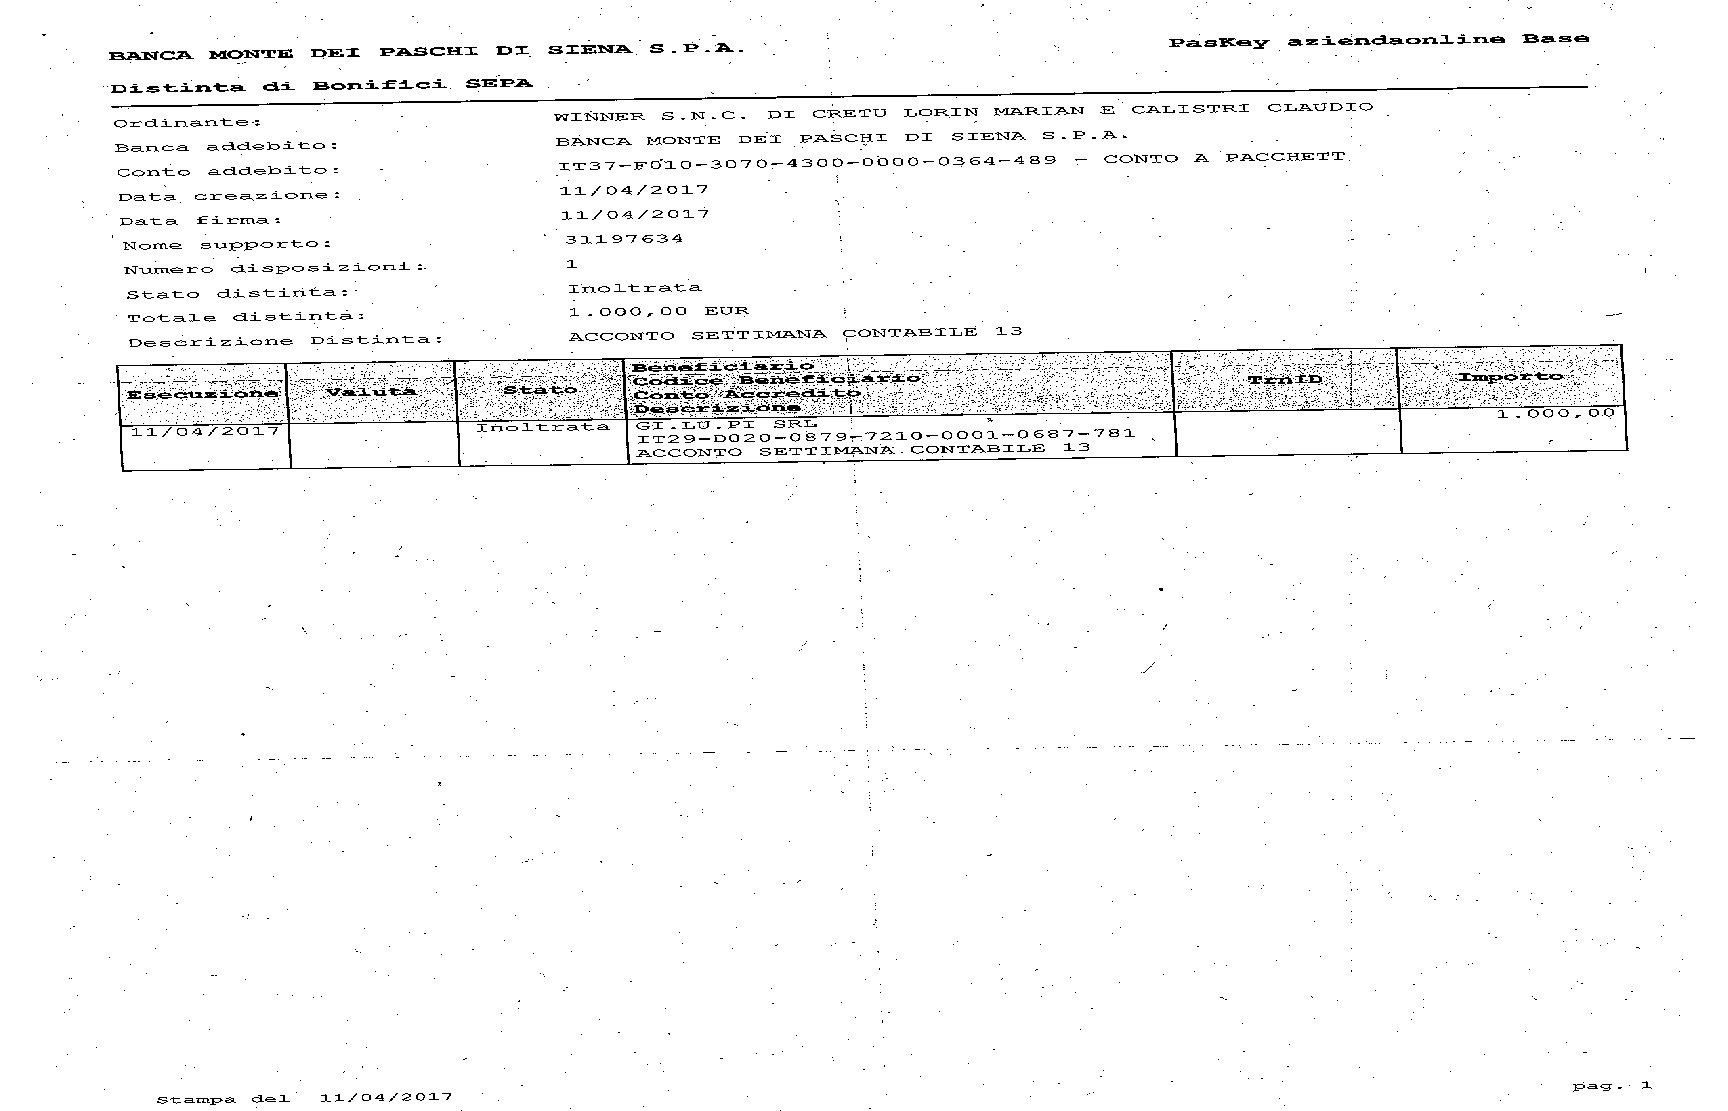 BANCA MONTE DEI PASCHI DI SIENA S.P.A. PasKey aziendaonline Base
Distinta di Bonifici SEPA
Ordinante: WINNER S.N.C. DI CRETU LORIN MARIAN E CALISTRI CLAUDIO
Banca addebito: BANCA MONTE DEI PASCHI DI SIENA S.P.A.
Conto addebito: IT37-F010-3070-4300-0000-0364-489 - CONTO A PACCHETT
Data creazione: 11/04/2017
Data firma: 11/04/2017
Nome supporto: 31197634
Numero disposizioni: 1
Stato distinta: Inoltrata
Totale distinta: 1.000,00 EUR
Descrizione Distinta: ACCONTO SETTIMANA CONTABILE 13
Esecuzione Valuta Stato Beneficiario TrnID Importo
Codice Beneficiario
Conto Accredito
Descrizione
11/04/2017 Inoltrata GI.LU.PI SRL 1.000,00
IT29-D020-0879-7210-0001-0687-781
ACCONTO SETTIMANA CONTABILE 13
Stampa del 11/04/2017 pag. 1